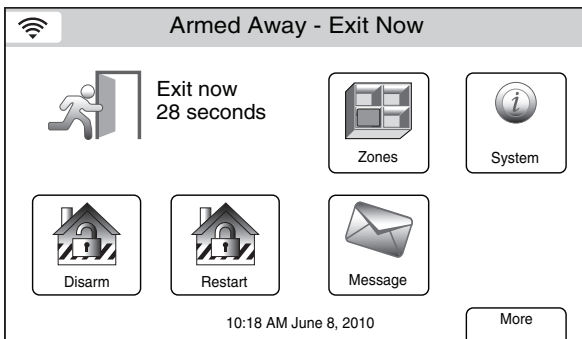 Armed Away - Exit Now
Exit now
28 seconds
Zones
System
Disarm
Restart
Message
10:18 AM June 8, 2010
More